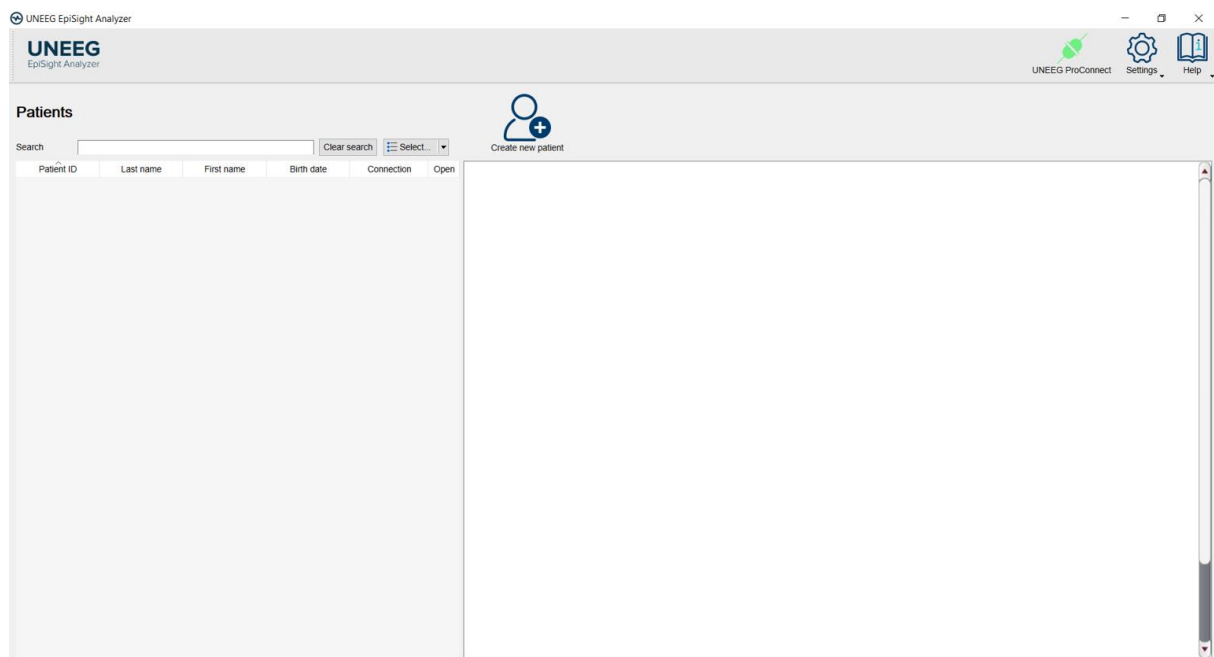 UNEEG EpiSight Analyzer
UNEEG
EpiSight Analyzer
UNEEG ProConnect
Settings
Help
Patients
Create new patient
Search
Clear search
Select...
Patient ID Last name First name Birth date Connection Open